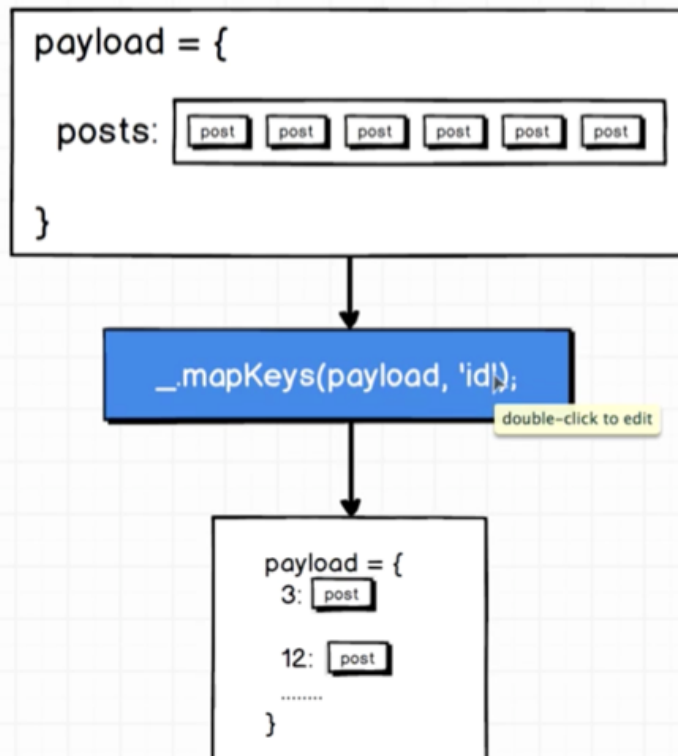 payload = {
posts: post post post post post post
}
_.mapKeys(payload, 'id');
double-click to edit
payload = {
3: post
12: post
........
}